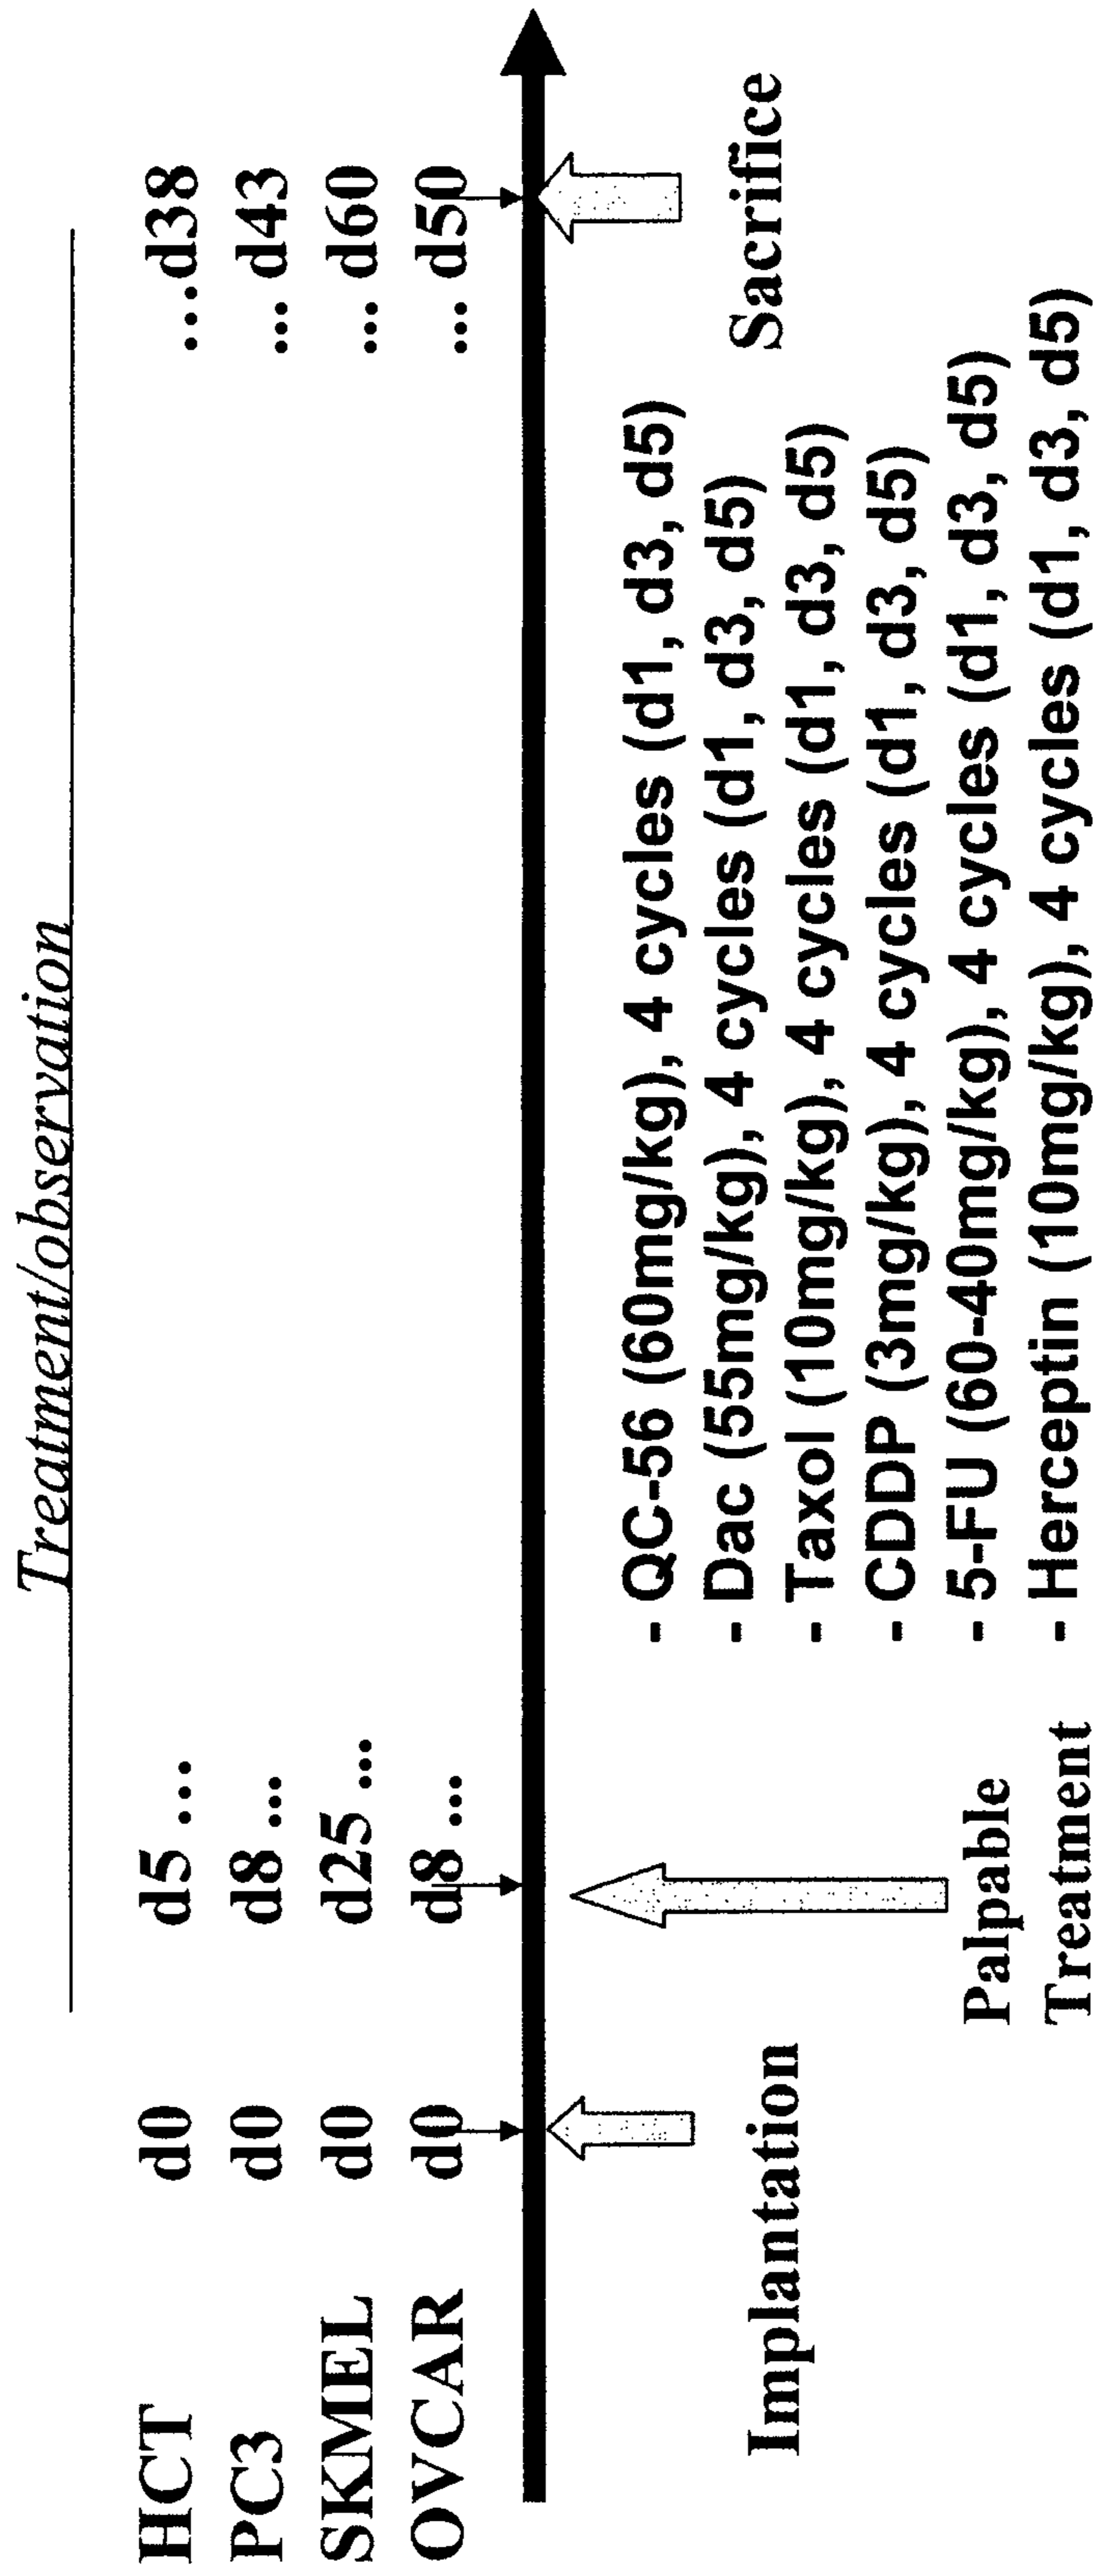 Treatment/observation
HCT d0 d5 ... ...d38
PC3 d0 d8 ... ... d43
SKMEL d0 d25 ... ... d60
OVCAR d0 d8 ... ... d50
Implantation
Palpable
Treatment
- QC-56 (60mg/kg), 4 cycles (d1, d3, d5)
- Dac (55mg/kg), 4 cycles (d1, d3, d5)
- Taxol (10mg/kg), 4 cycles (d1, d3, d5)
- CDDP (3mg/kg), 4 cycles (d1, d3, d5)
- 5-FU (60-40mg/kg), 4 cycles (d1, d3, d5)
- Herceptin (10mg/kg), 4 cycles (d1, d3, d5)
Sacrifice